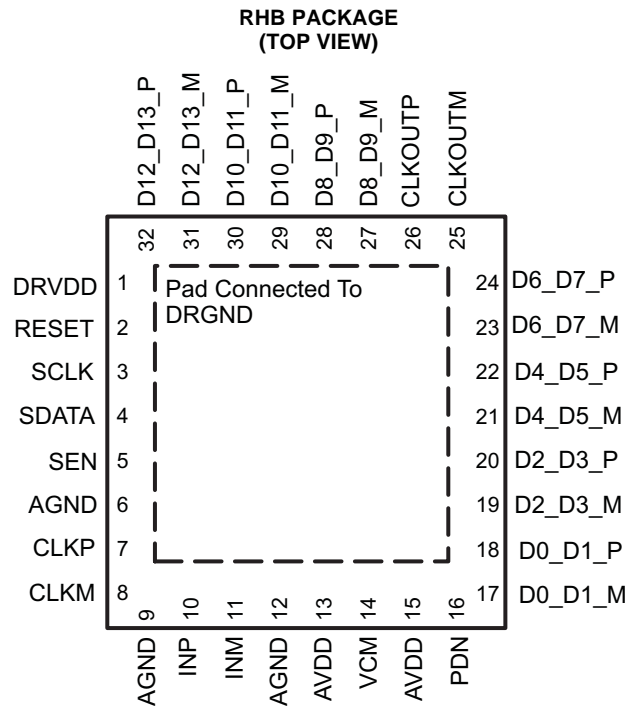 RHB PACKAGE
(TOP VIEW)
D12_D13_P
D12_D13_M
D10_D11_P
D10_D11_M
D8_D9_P
D8_D9_M
CLKOUTP
CLKOUTM
32 31 30 29 28 27 26 25
Pad Connected To
DRGND
DRVDD 1
RESET 2
SCLK 3
SDATA 4
SEN 5
AGND 6
CLKP 7
CLKM 8
24 D6_D7_P
23 D6_D7_M
22 D4_D5_P
21 D4_D5_M
20 D2_D3_P
19 D2_D3_M
18 D0_D1_P
17 D0_D1_M
9 10 11 12 13 14 15 16
AGND
INP
INM
AGND
AVDD
VCM
AVDD
PDN